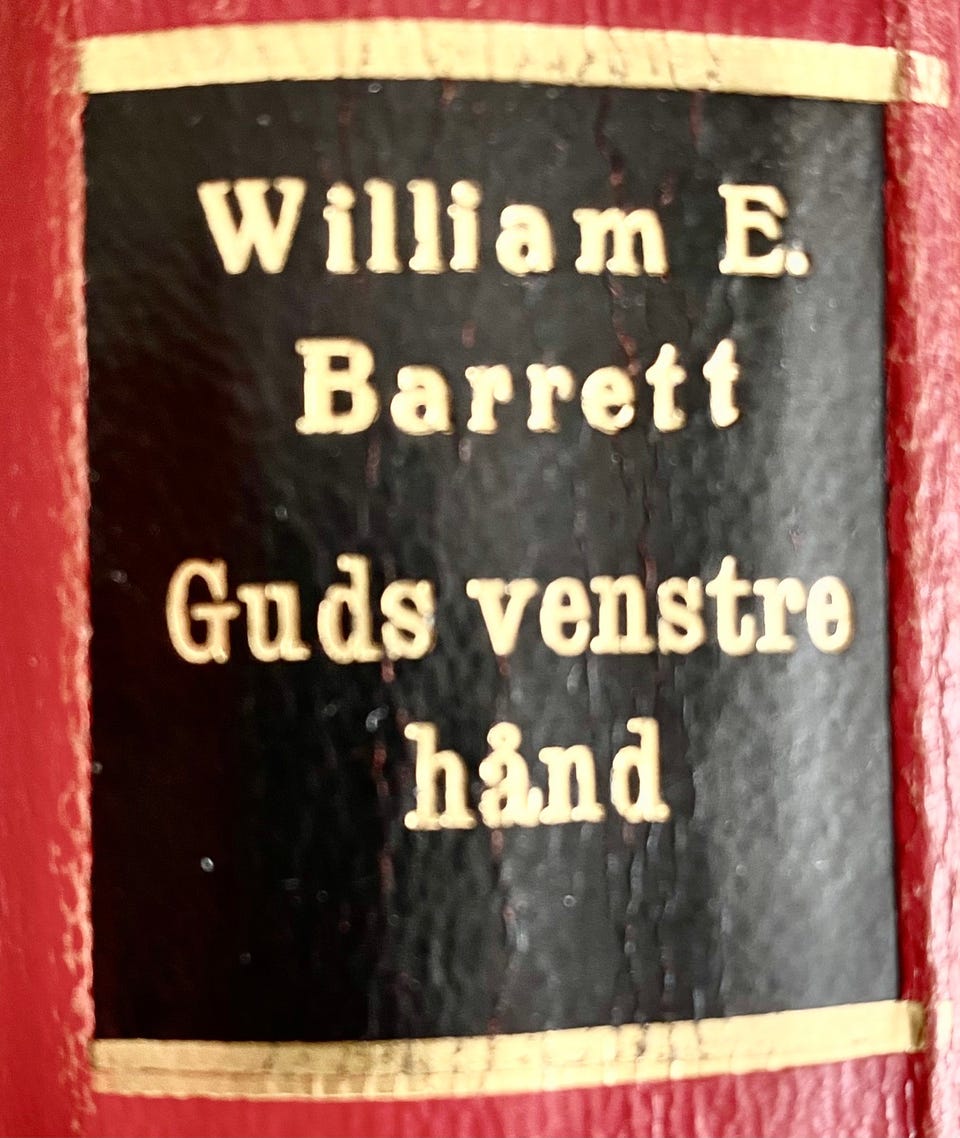 William E.
Barrett
Guds venstre
hånd